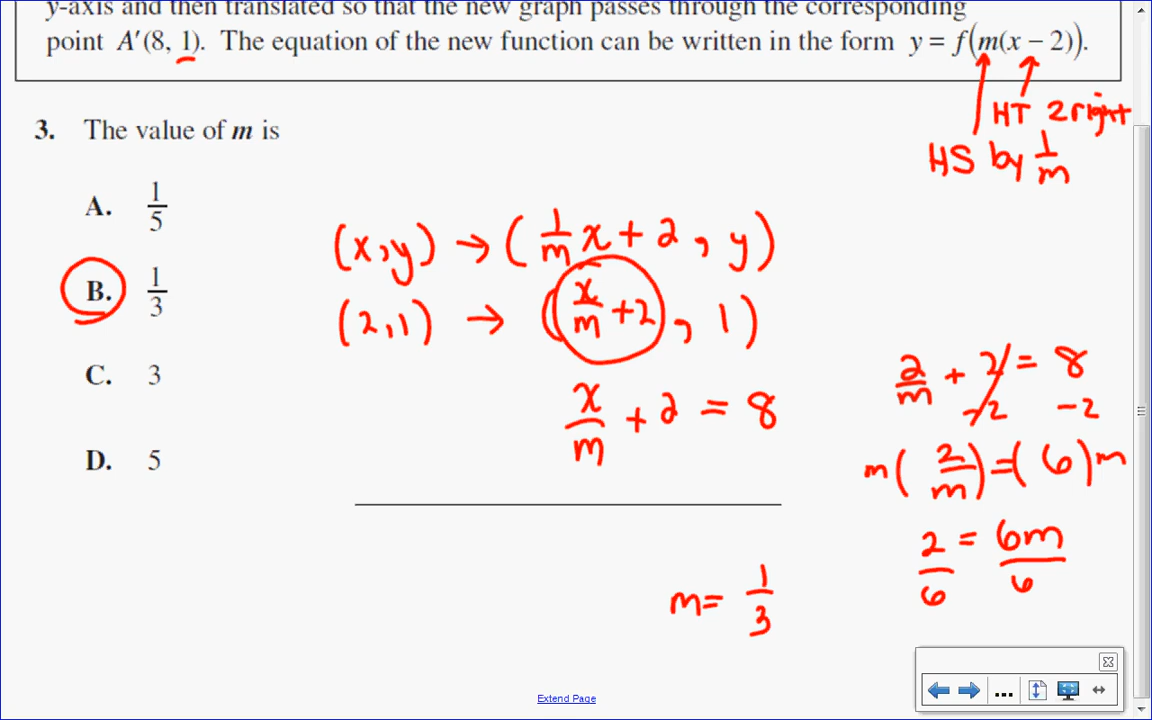 y-axis and then translated so that the new graph passes through the corresponding
point A′(8, 1). The equation of the new function can be written in the form y = f(m(x − 2)).
HT 2 right
HS by 1/m
3. The value of m is
A. 1/5
(x,y) → (1/m x + 2, y)
B. 1/3
(2,1) → (x/m + 2, 1)
2/m + 2 = 8
-2 -2
C. 3
x/m + 2 = 8
D. 5
m(2/m) = (6)m
2/6 = 6m/6
m = 1/3
Extend Page
...